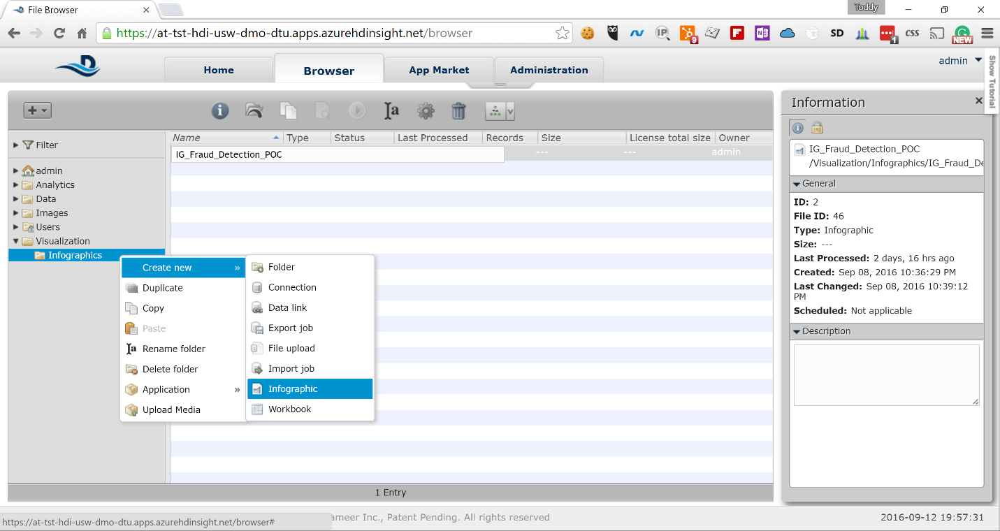 File Browser
Toddy
https://at-tst-hdi-usw-dmo-dtu.apps.azurehdinsight.net/browser
IP
9
N
SD
1
CSS
NEW
D
Home
Browser
App Market
Administration
admin
Show Tutorial
Information
Name
Type
Status
Last Processed
Records
Size
License total size
Owner
Filter
IG_Fraud_Detection_POC
---
---
admin
admin
Analytics
Data
Images
Users
Visualization
Infographics
Create new »
Duplicate
Copy
Paste
Rename folder
Delete folder
Application »
Upload Media
Folder
Connection
Data link
Export job
File upload
Import job
Infographic
Workbook
IG_Fraud_Detection_POC
/Visualization/Infographics/IG_Fraud_De
General
ID: 2
File ID: 46
Type: Infographic
Size: ---
Last Processed: 2 days, 16 hrs ago
Created: Sep 08, 2016 10:36:29 PM
Last Changed: Sep 08, 2016 10:39:12
PM
Scheduled: Not applicable
Description
1 Entry
https://at-tst-hdi-usw-dmo-dtu.apps.azurehdinsight.net/browser#
ameer Inc., Patent Pending. All rights reserved
2016-09-12 19:57:31